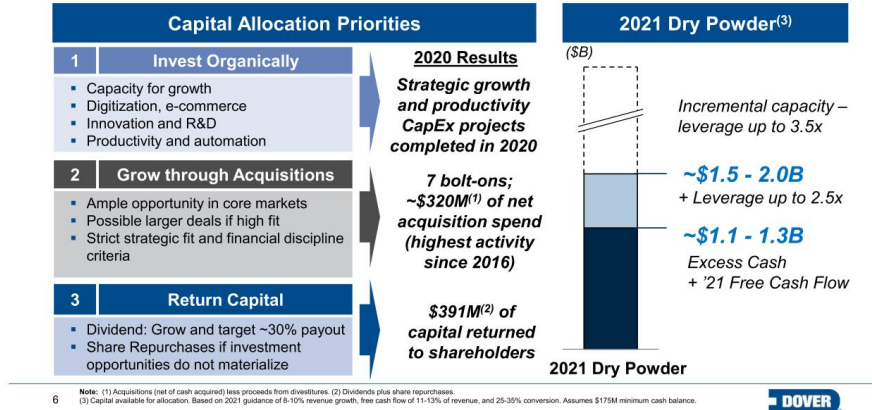 Capital Allocation Priorities
1 Invest Organically
▪ Capacity for growth
▪ Digitization, e-commerce
▪ Innovation and R&D
▪ Productivity and automation
2020 Results
Strategic growth
and productivity
CapEx projects
completed in 2020
2 Grow through Acquisitions
▪ Ample opportunity in core markets
▪ Possible larger deals if high fit
▪ Strict strategic fit and financial discipline
criteria
7 bolt-ons;
~$320M(1) of net
acquisition spend
(highest activity
since 2016)
3 Return Capital
▪ Dividend: Grow and target ~30% payout
▪ Share Repurchases if investment
opportunities do not materialize
$391M(2) of
capital returned
to shareholders
2021 Dry Powder(3)
($B)
Incremental capacity –
leverage up to 3.5x
~$1.5 - 2.0B
+ Leverage up to 2.5x
~$1.1 - 1.3B
Excess Cash
+ '21 Free Cash Flow
2021 Dry Powder
Note: (1) Acquisitions (net of cash acquired) less proceeds from divestitures. (2) Dividends plus share repurchases.
(3) Capital available for allocation. Based on 2021 guidance of 8-10% revenue growth, free cash flow of 11-13% of revenue, and 25-35% conversion. Assumes $175M minimum cash balance.
6
DOVER